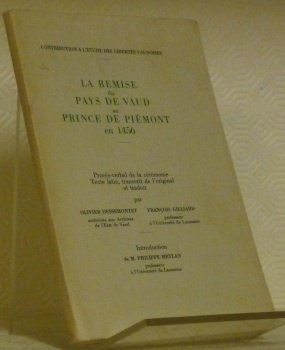 CONTRIBUTION A L'ÉTUDE DES LIBERTÉS VAUDOISES
LA REMISE
du
PAYS DE VAUD
au
PRINCE DE PIÉMONT
en 1456
Procès-verbal de la cérémonie
Texte latin, transcrit de l'original
et traduit
par
OLIVIER DESSEMONTET
archiviste aux Archives
de l'Etat de Vaud
FRANÇOIS GILLIARD
professeur
à l'Université de Lausanne
Introduction
de M. PHILIPPE MEYLAN
professeur
à l'Université de Lausanne